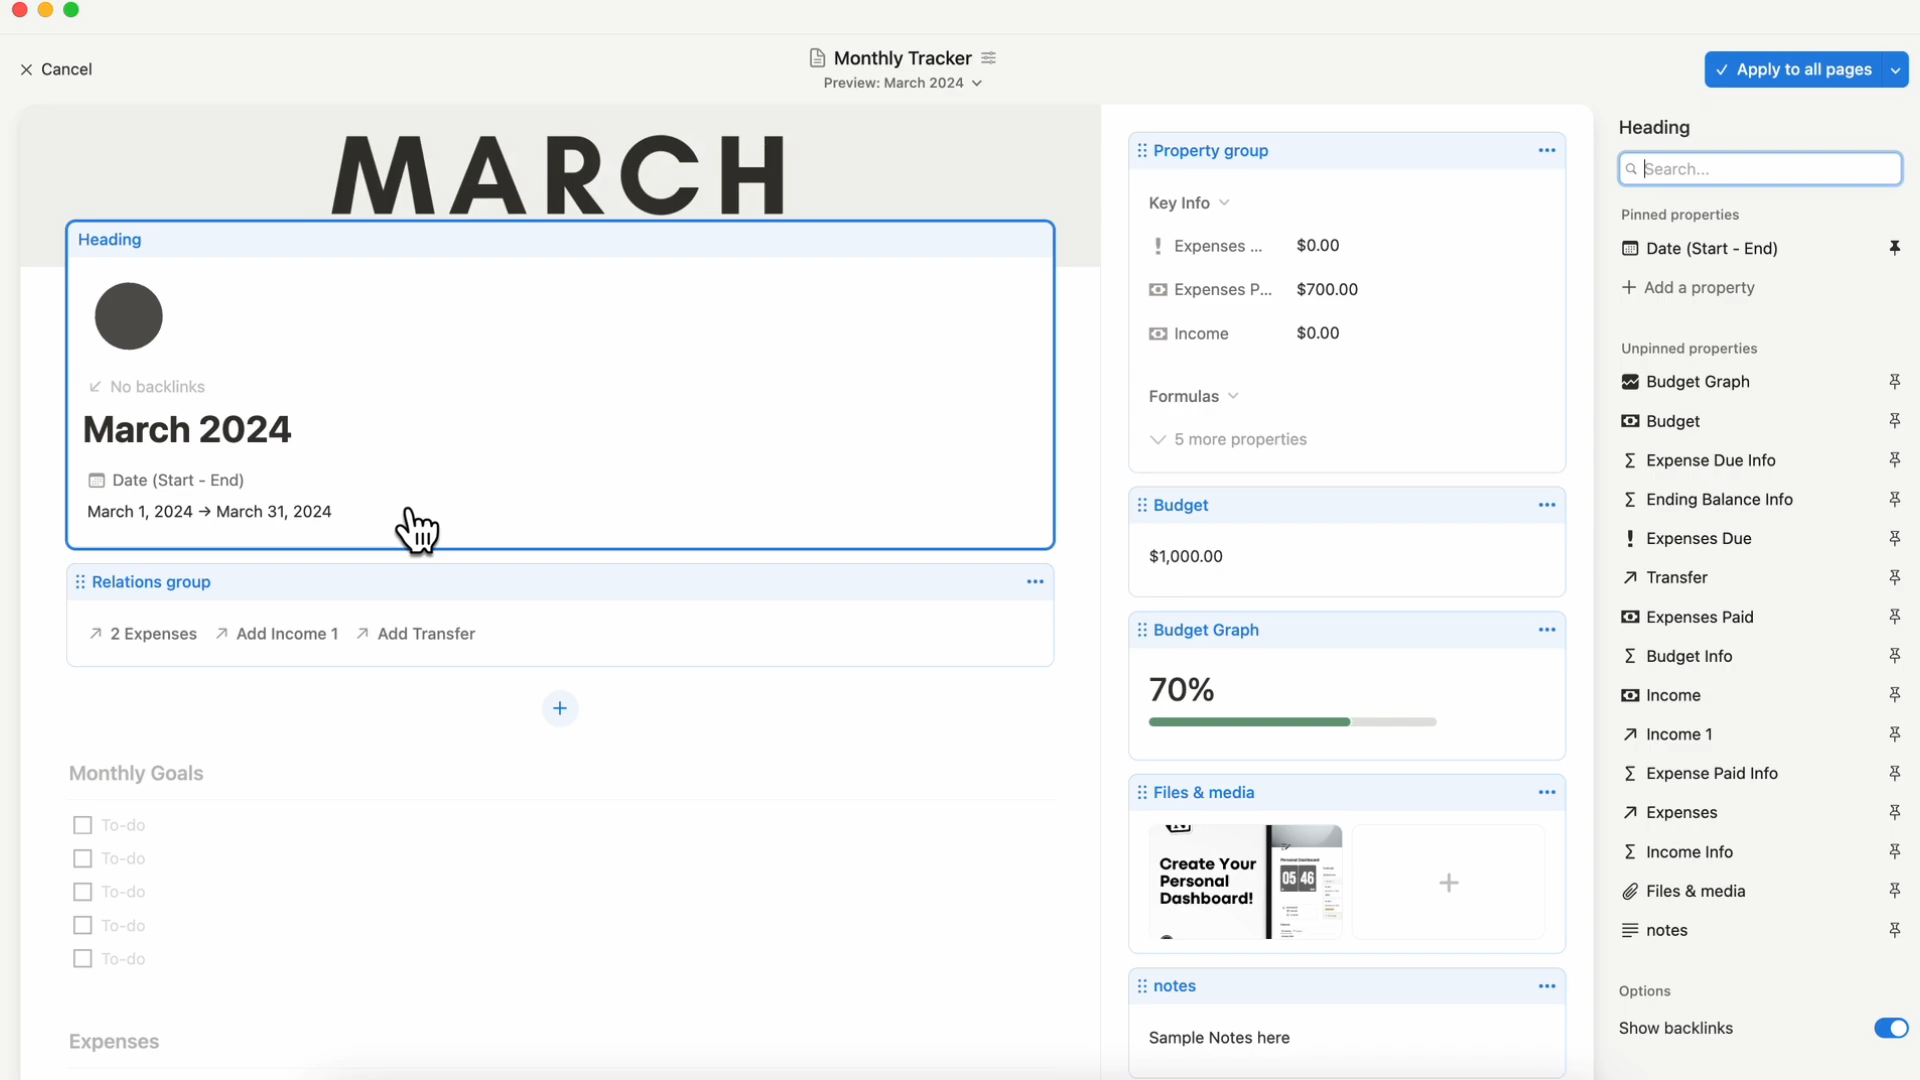 Cancel
Monthly Tracker
Preview: March 2024
Apply to all pages
MARCH
Heading
No backlinks
March 2024
Date (Start - End)
March 1, 2024 → March 31, 2024
Relations group
2 Expenses
Add Income 1
Add Transfer
Monthly Goals
To-do
To-do
To-do
To-do
To-do
Expenses
Property group
Key Info
Expenses ... $0.00
Expenses P... $700.00
Income $0.00
Formulas
5 more properties
Budget
$1,000.00
Budget Graph
70%
Files & media
Create Your
Personal
Dashboard!
05 46
notes
Sample Notes here
Heading
Search...
Pinned properties
Date (Start - End)
Add a property
Unpinned properties
Budget Graph
Budget
Expense Due Info
Ending Balance Info
Expenses Due
Transfer
Expenses Paid
Budget Info
Income
Income 1
Expense Paid Info
Expenses
Income Info
Files & media
notes
Options
Show backlinks